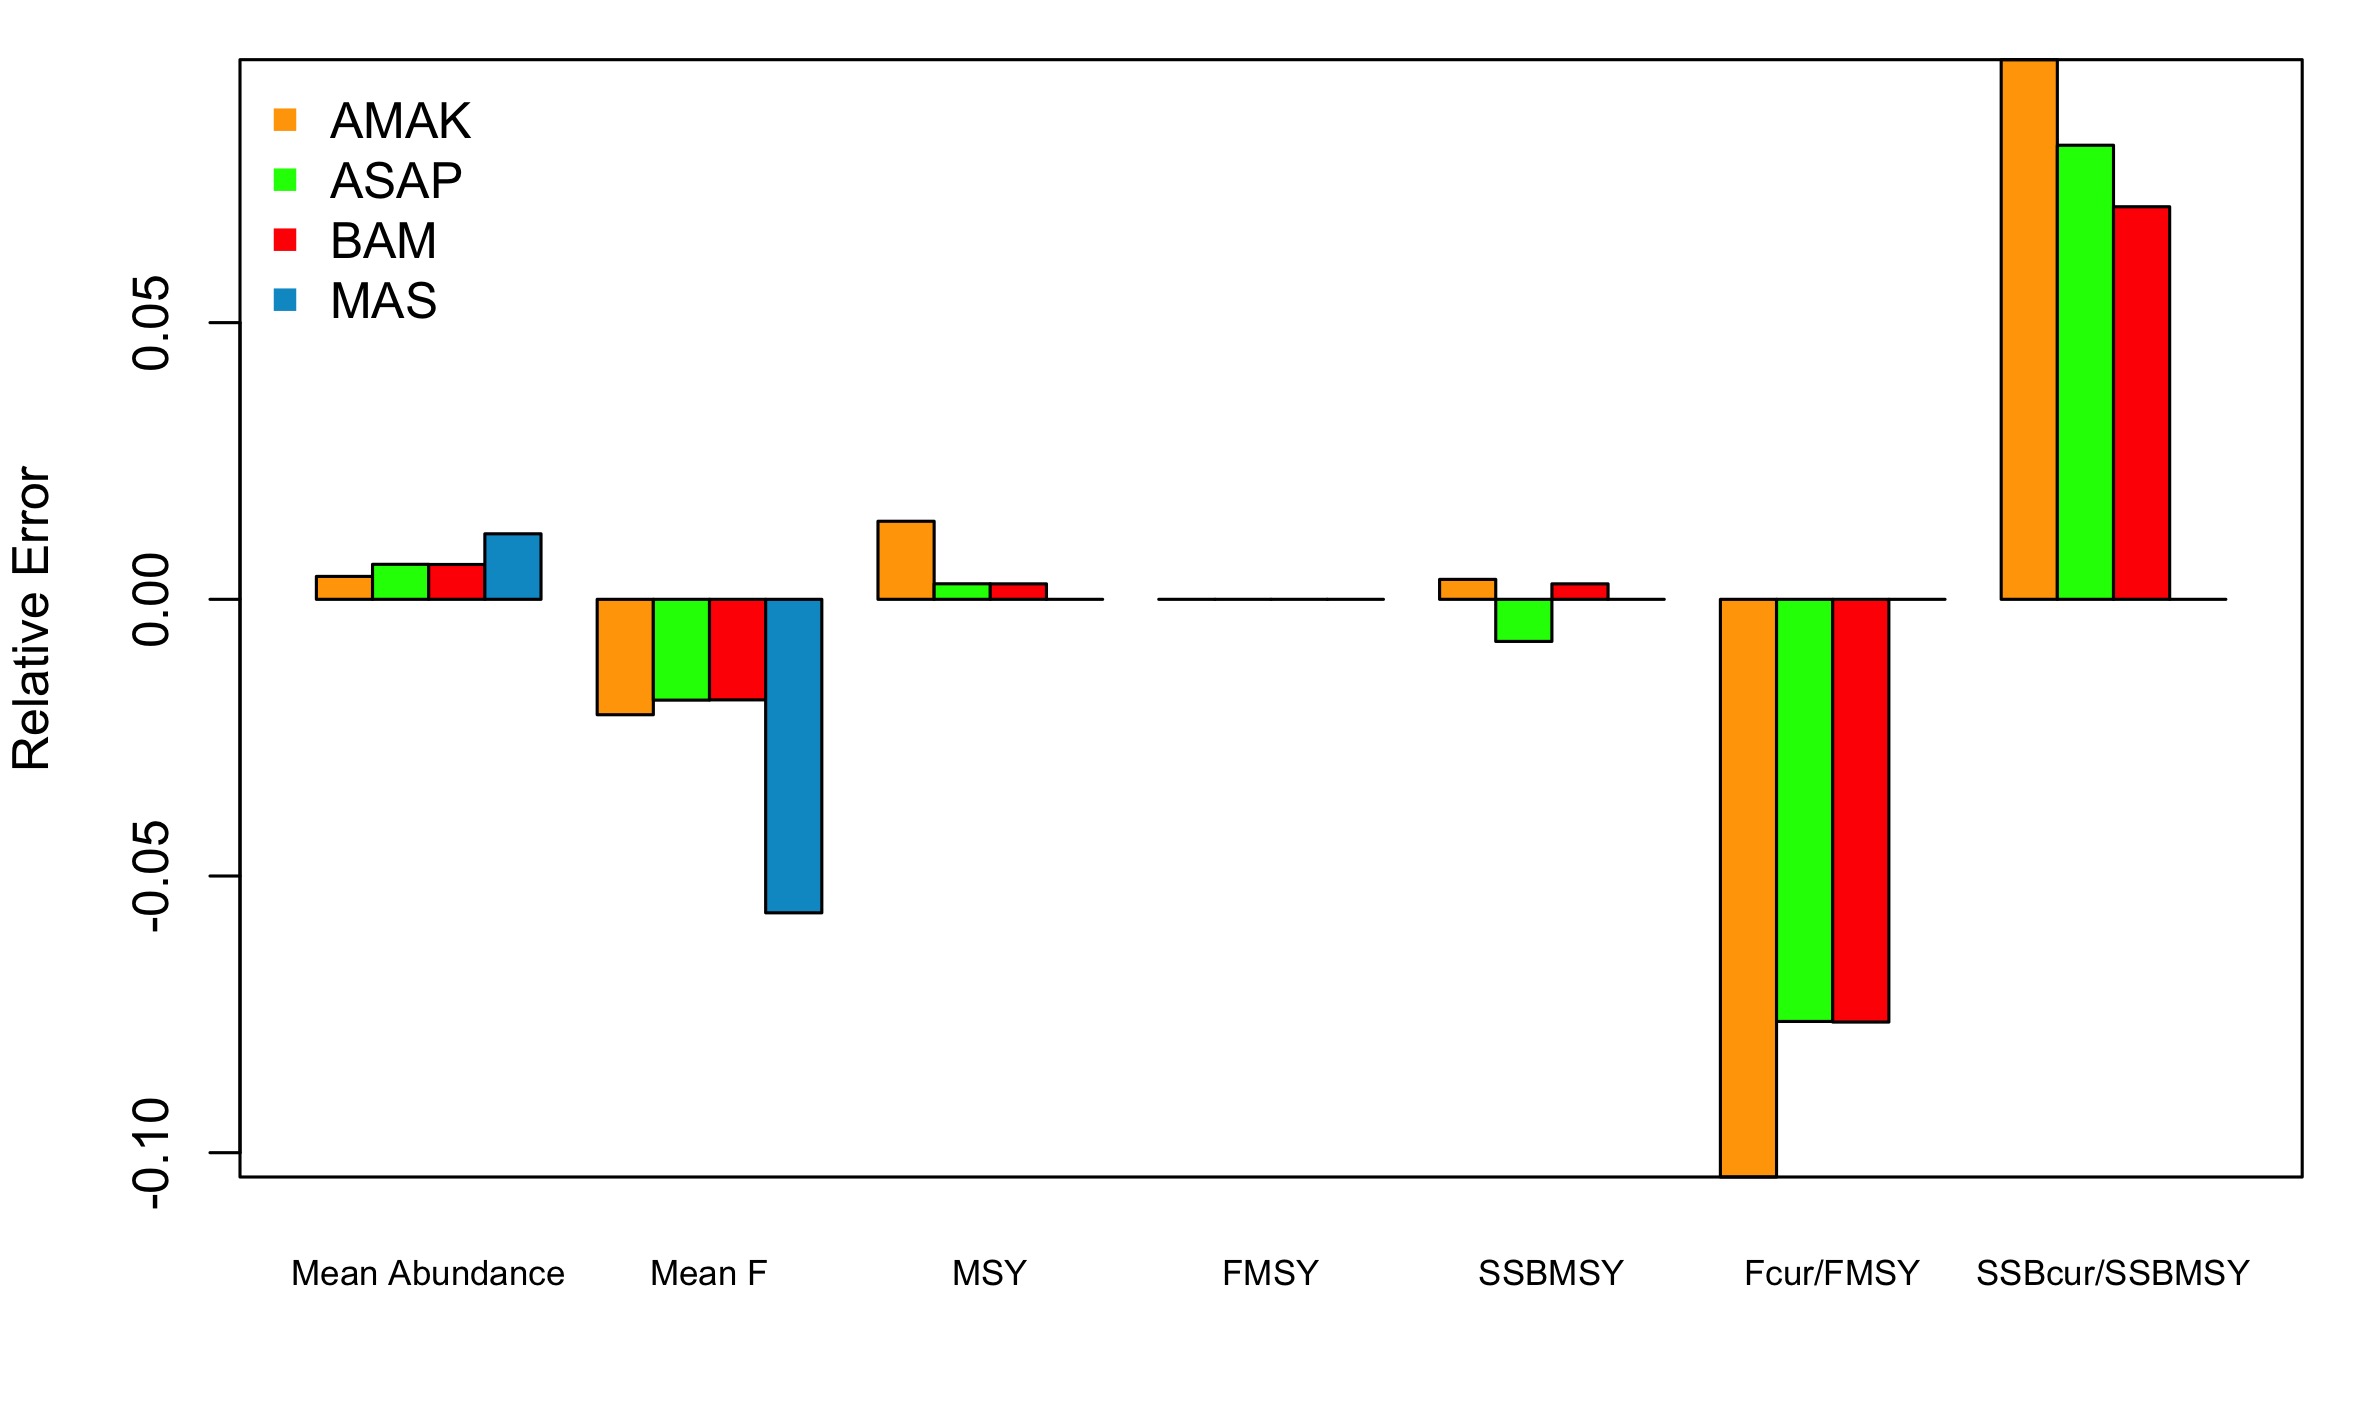 AMAK
ASAP
BAM
MAS
Relative Error
0.05
0.00
-0.05
-0.10
Mean Abundance
Mean F
MSY
FMSY
SSBMSY
Fcur/FMSY
SSBcur/SSBMSY